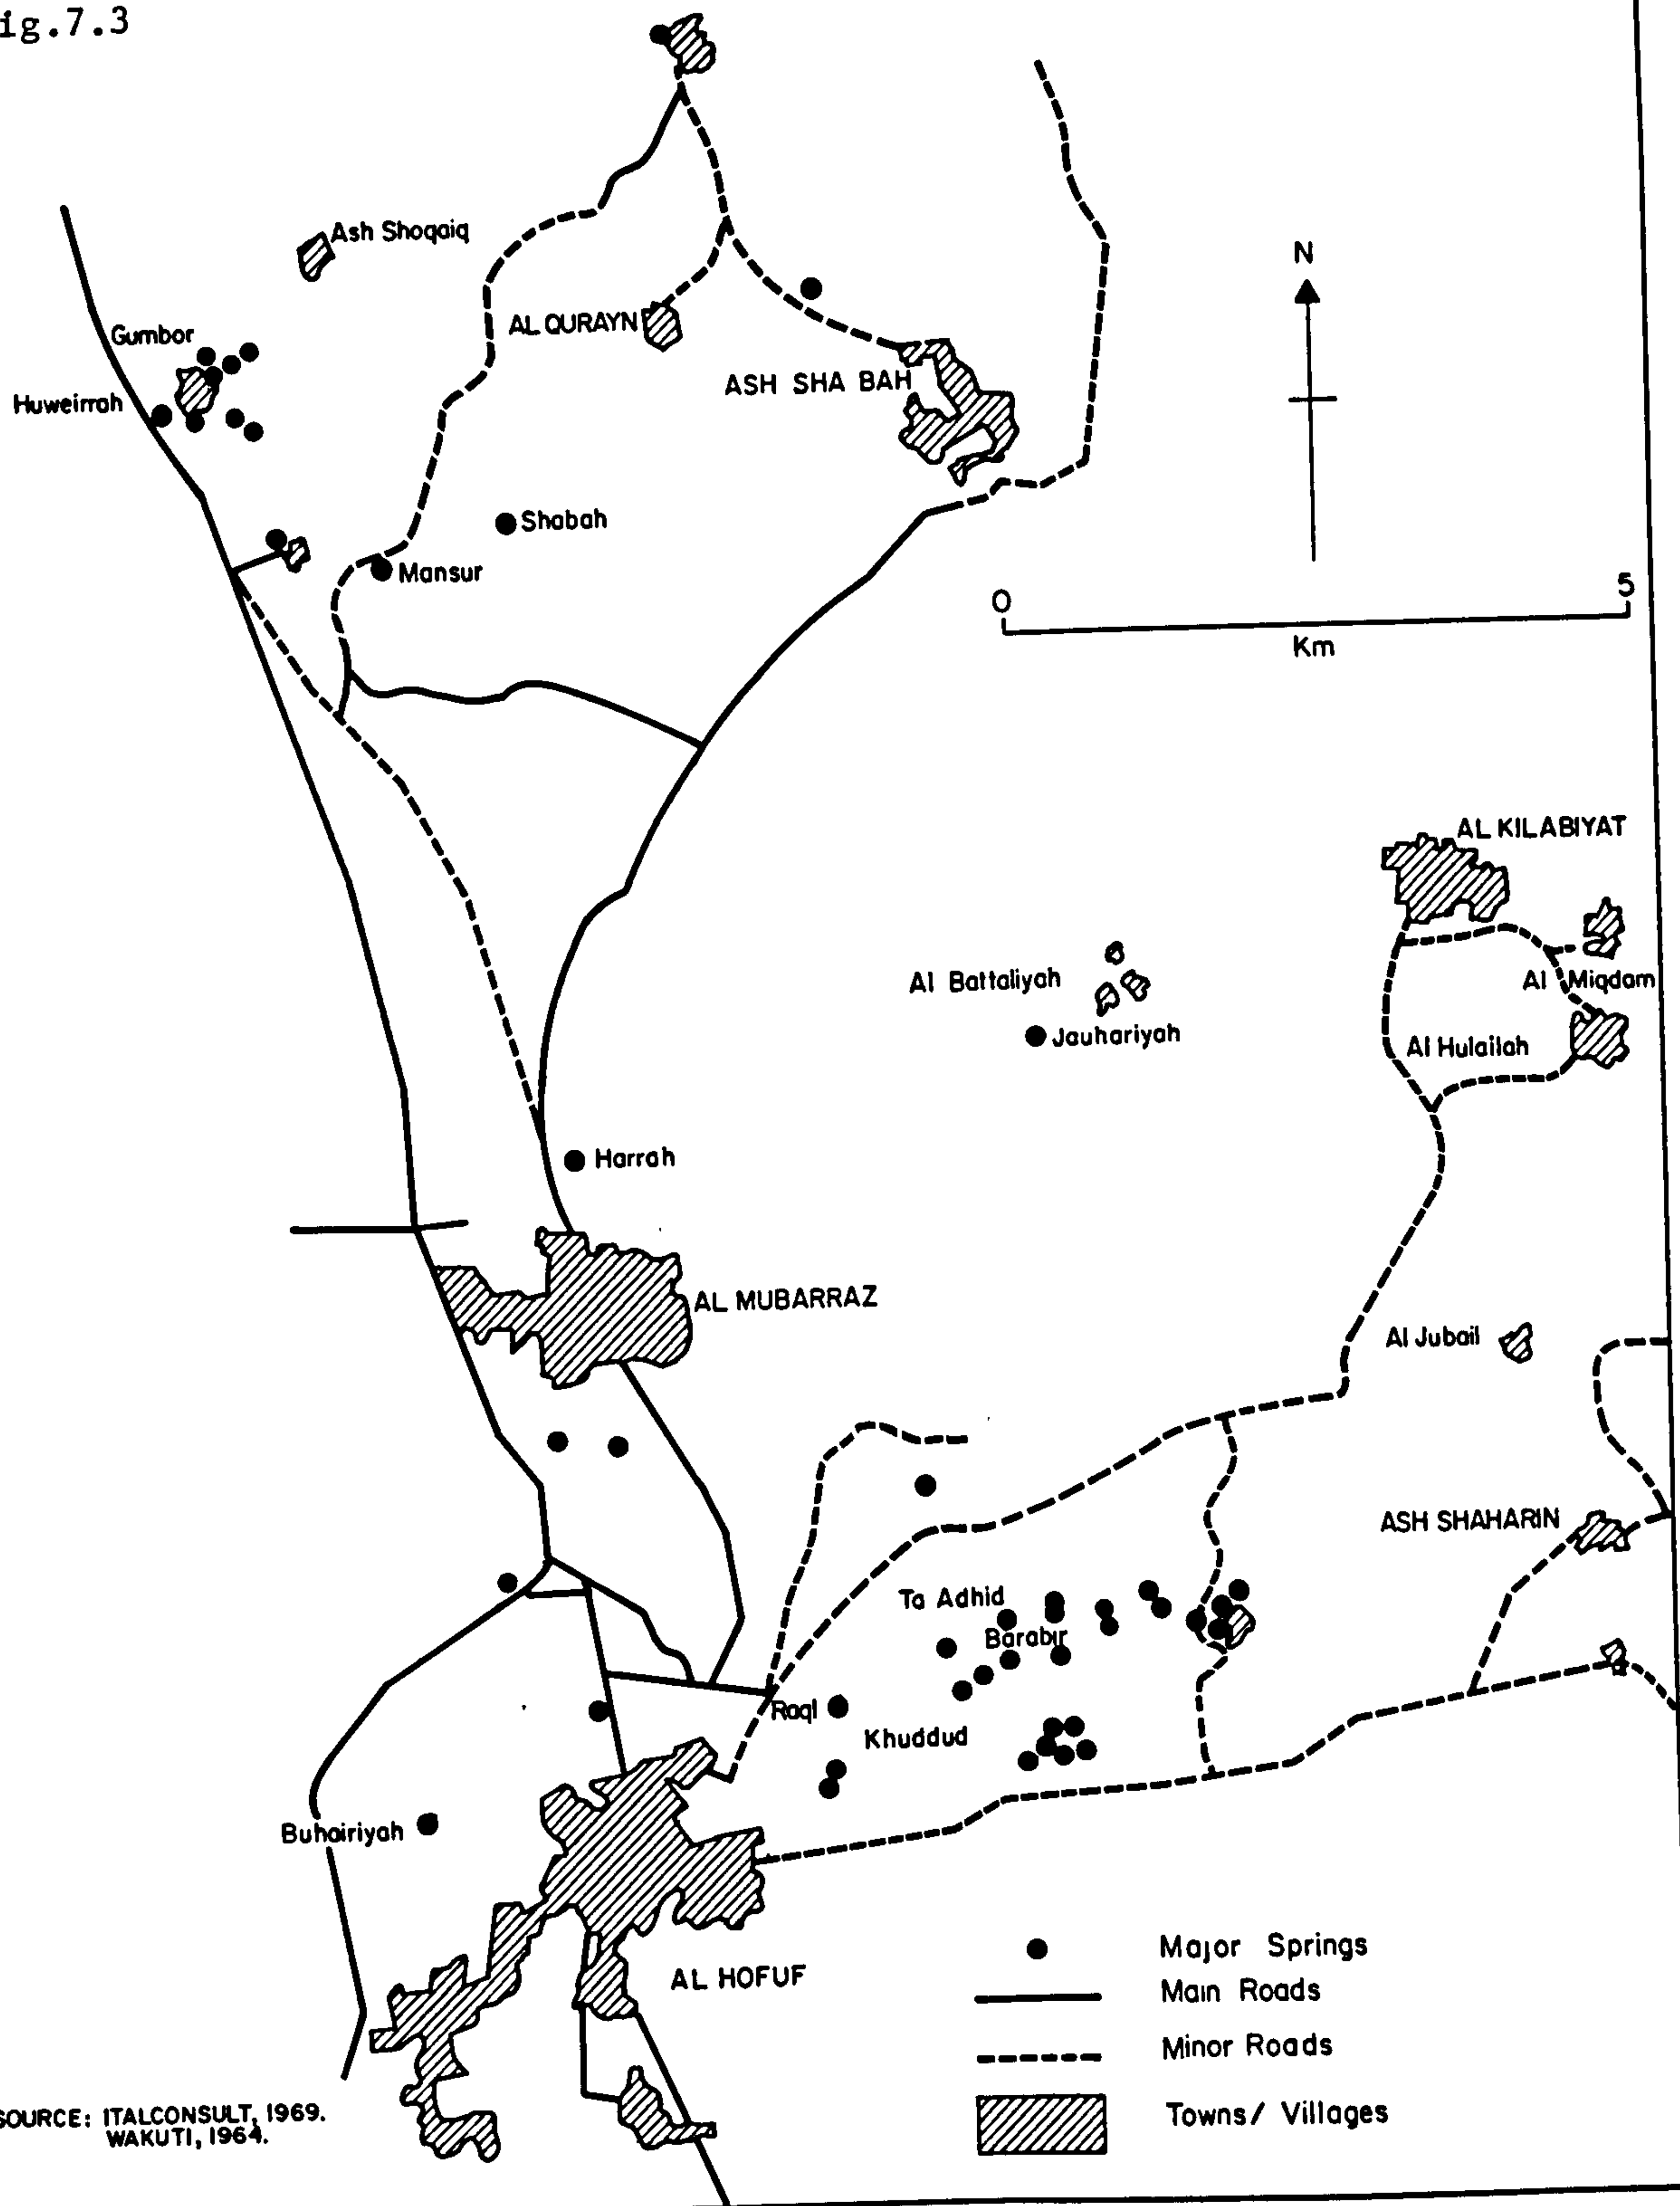 ig.7.3
Ash Shoqaiq
N
Gumbor
AL QURAYN
ASH SHA BAH
Huweirrah
Shabah
Mansur
0 5
Km
AL KILABIYAT
Al Battaliyah
Al Miqdam
Jauhariyah
Al Hulailah
Harrah
AL MUBARRAZ
Al Jubail
ASH SHAHARIN
Ta Adhid
Barabir
Raql
Khuddud
Buhairiyah
AL HOFUF
Major Springs
Main Roads
Minor Roads
Towns/ Villages
SOURCE: ITALCONSULT, 1969.
WAKUTI, 1964.